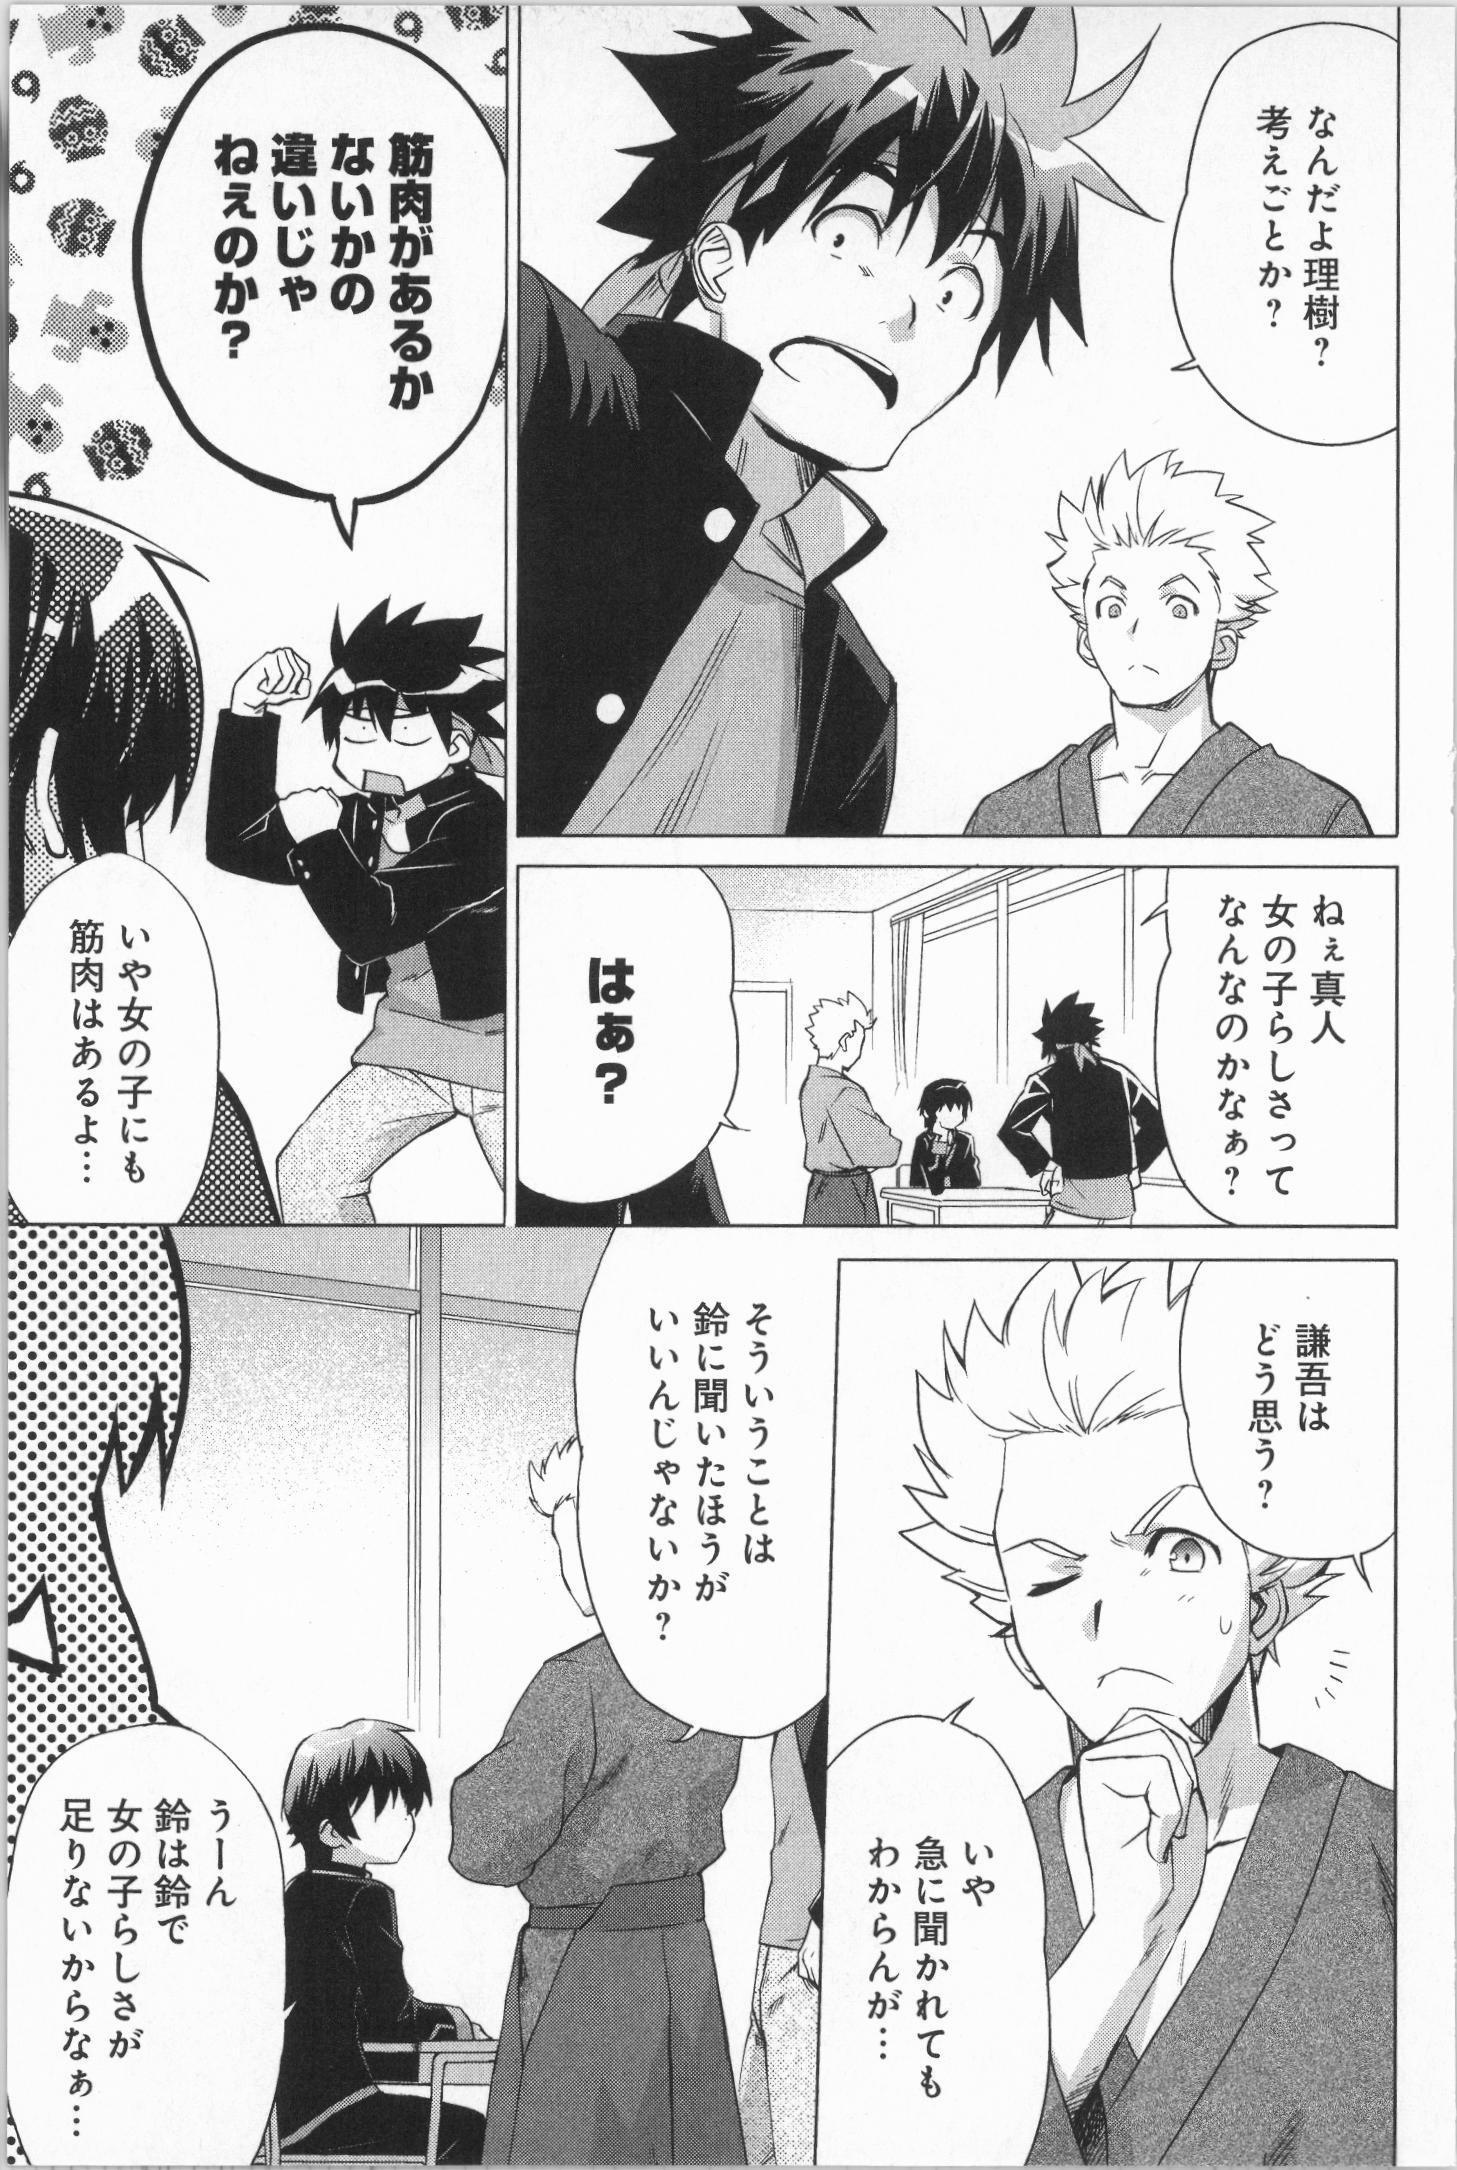 なんだよ理樹？
考えごとか？
ねぇ真人
女の子らしさって
なんなのかなぁ？
はぁ？
筋肉があるか
ないかの
違いじゃ
ねぇのか？
いや女の子にも
筋肉はあるよ…
謙吾は
どう思う？
いや
急に聞かれても
わからんが…
そういうことは
鈴に聞いたほうが
いいんじゃないか？
うーん
鈴は鈴で
女の子らしさが
足りないからなぁ…